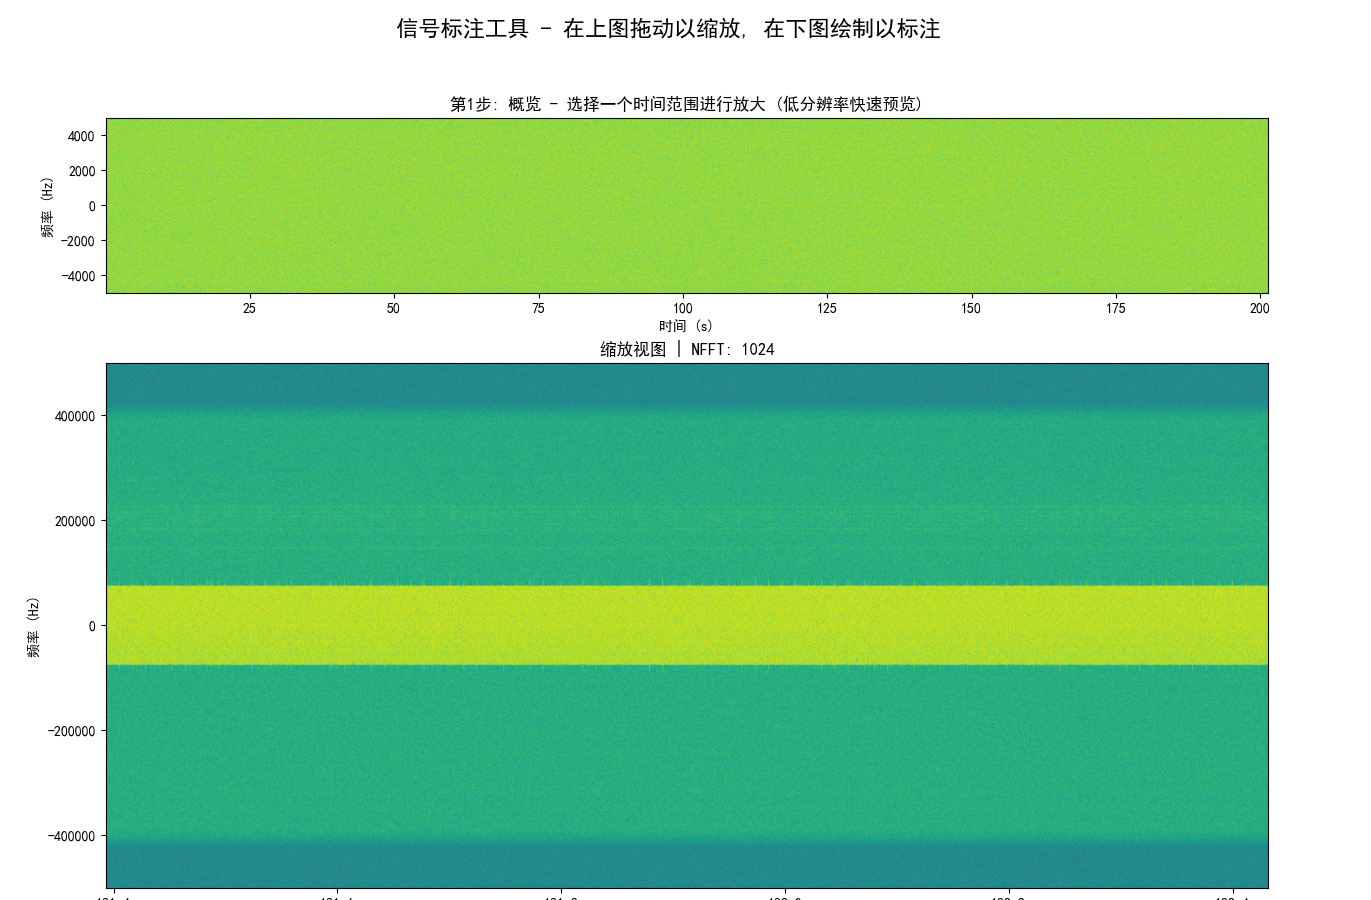 信号标注工具 - 在上图拖动以缩放, 在下图绘制以标注
第1步: 概览 - 选择一个时间范围进行放大 (低分辨率快速预览)
频率 (Hz)
4000
2000
0
−2000
−4000
25 50 75 100 125 150 175 200
时间 (s)
缩放视图 | NFFT: 1024
频率 (Hz)
400000
200000
0
−200000
−400000